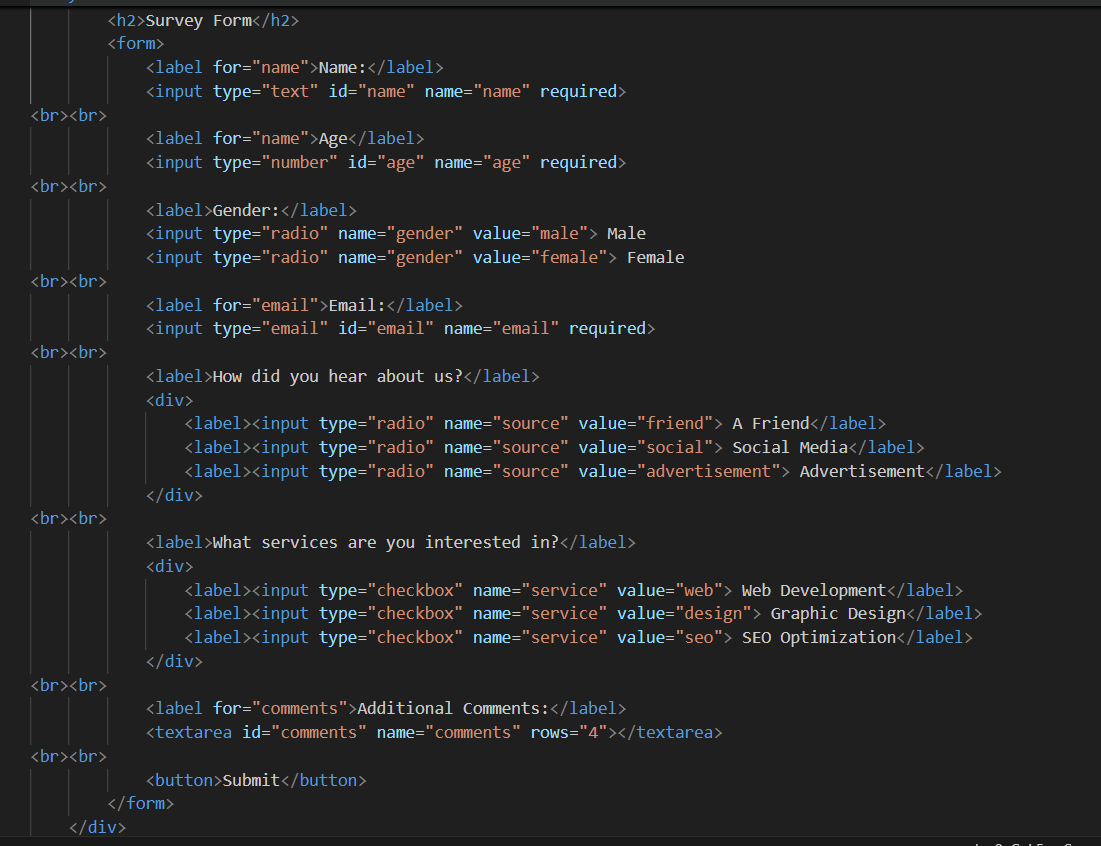 <h2>Survey Form</h2>
<form>
<label for="name">Name:</label>
<input type="text" id="name" name="name" required>
<br><br>
<label for="name">Age</label>
<input type="number" id="age" name="age" required>
<br><br>
<label>Gender:</label>
<input type="radio" name="gender" value="male"> Male
<input type="radio" name="gender" value="female"> Female
<br><br>
<label for="email">Email:</label>
<input type="email" id="email" name="email" required>
<br><br>
<label>How did you hear about us?</label>
<div>
<label><input type="radio" name="source" value="friend"> A Friend</label>
<label><input type="radio" name="source" value="social"> Social Media</label>
<label><input type="radio" name="source" value="advertisement"> Advertisement</label>
</div>
<br><br>
<label>What services are you interested in?</label>
<div>
<label><input type="checkbox" name="service" value="web"> Web Development</label>
<label><input type="checkbox" name="service" value="design"> Graphic Design</label>
<label><input type="checkbox" name="service" value="seo"> SEO Optimization</label>
</div>
<br><br>
<label for="comments">Additional Comments:</label>
<textarea id="comments" name="comments" rows="4"></textarea>
<br><br>
<button>Submit</button>
</form>
</div>